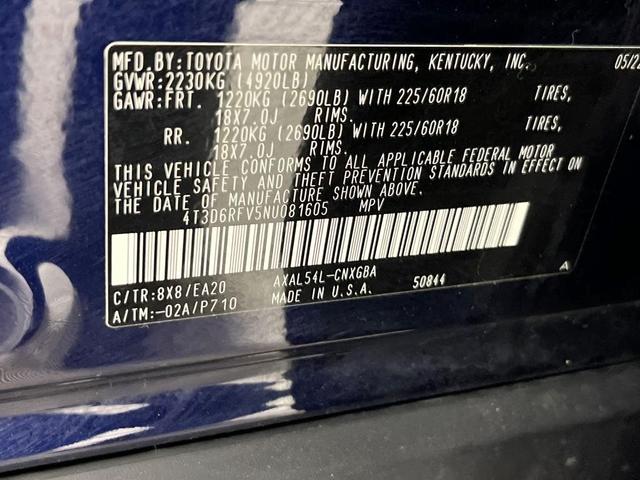 MFD.BY:TOYOTA MOTOR MANUFACTURING, KENTUCKY, INC. 05/22
GVWR:2230KG (4920LB)
GAWR:FRT. 1220KG (2690LB) WITH 225/60R18 TIRES,
18X7.0J RIMS.
RR. 1220KG (2690LB) WITH 225/60R18 TIRES,
18X7.0J RIMS.
THIS VEHICLE CONFORMS TO ALL APPLICABLE FEDERAL MOTOR
VEHICLE SAFETY AND THEFT PREVENTION STANDARDS IN EFFECT ON
THE DATE OF MANUFACTURE SHOWN ABOVE.
4T3D6RFV5NU081605 MPV
C/TR:8X8/EA20 AXAL54L-CNXGBA A
A/TM:-02A/P710 MADE IN U.S.A. 50844